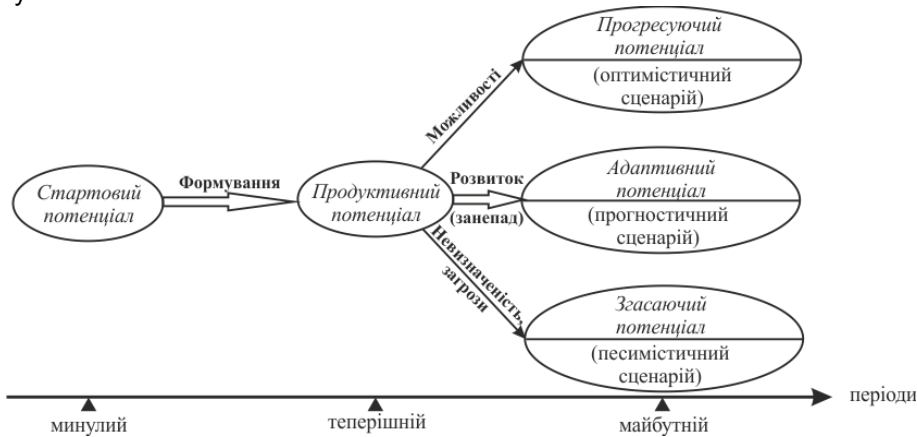 у
Прогресуючий
потенціал
(оптимістичний
сценарій)
Можливості
Стартовий
потенціал
Формування
Продуктивний
потенціал
Розвиток
(занепад)
Адаптивний
потенціал
(прогностичний
сценарій)
Невизначеність,
загрози
Згасаючий
потенціал
(песимістичний
сценарій)
періоди
минулий
теперішній
майбутній